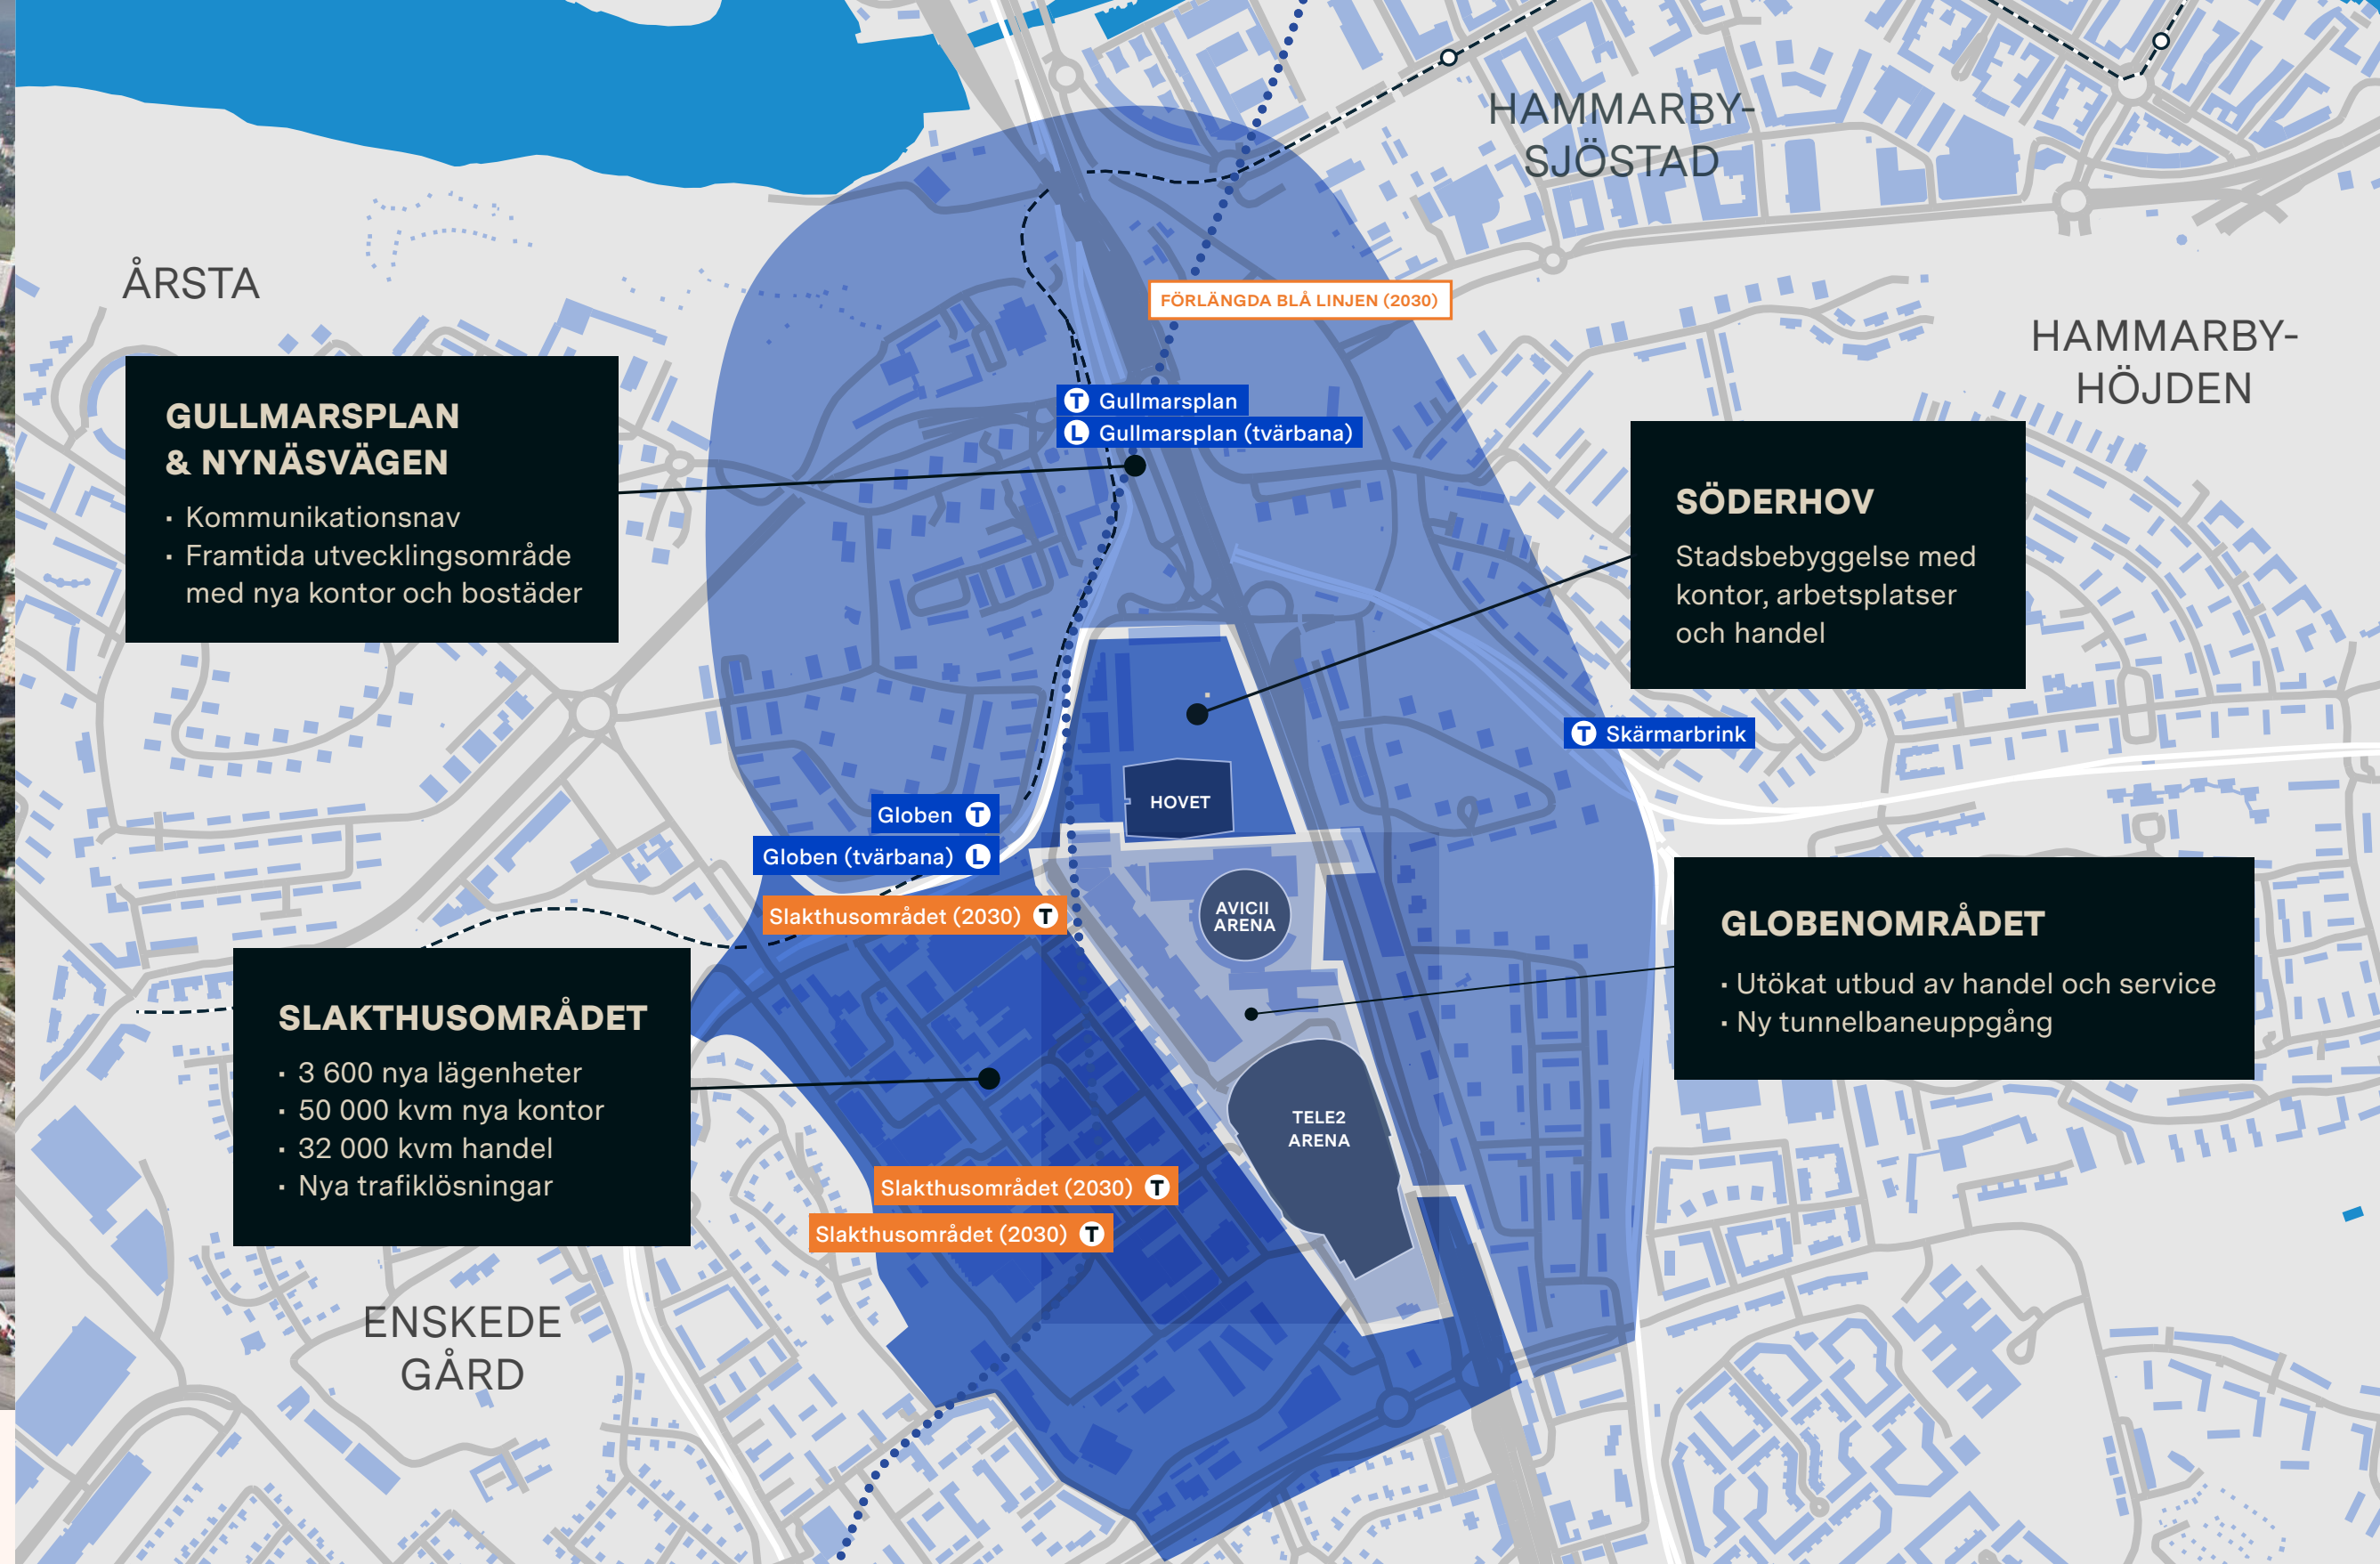 HAMMARBY-
SJÖSTAD
ÅRSTA
FÖRLÄNGDA BLÅ LINJEN (2030)
HAMMARBY-
HÖJDEN
GULLMARSPLAN
& NYNÄSVÄGEN
· Kommunikationsnav
· Framtida utvecklingsområde
med nya kontor och bostäder
T Gullmarsplan
L Gullmarsplan (tvärbana)
SÖDERHOV
Stadsbebyggelse med
kontor, arbetsplatser
och handel
T Skärmarbrink
HOVET
Globen T
Globen (tvärbana) L
Slakthusområdet (2030) T
AVICII
ARENA
GLOBENOMRÅDET
· Utökat utbud av handel och service
· Ny tunnelbaneuppgång
SLAKTHUSOMRÅDET
· 3 600 nya lägenheter
· 50 000 kvm nya kontor
· 32 000 kvm handel
· Nya trafiklösningar
TELE2
ARENA
Slakthusområdet (2030) T
Slakthusområdet (2030) T
ENSKEDE
GÅRD